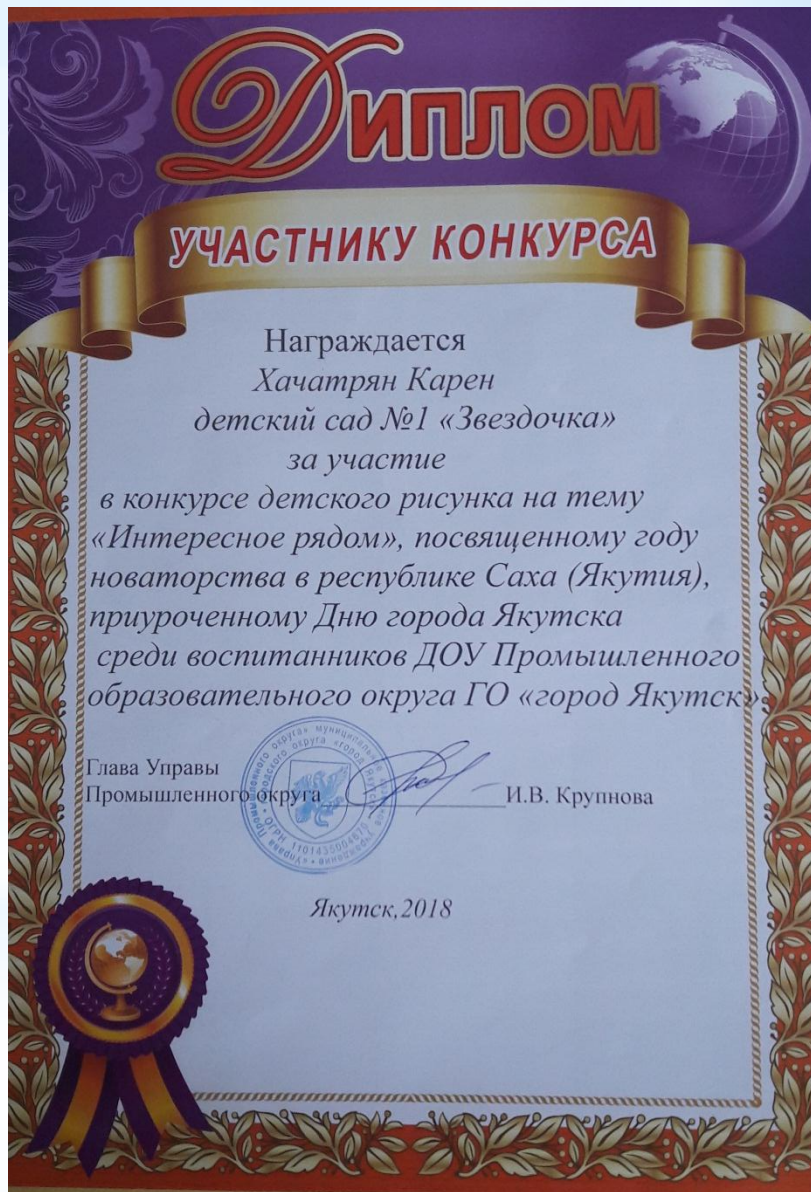 Диплом
УЧАСТНИКУ КОНКУРСА
Награждается
Хачатрян Карен
детский сад №1 «Звездочка»
за участие
в конкурсе детского рисунка на тему
«Интересное рядом», посвященному году
новаторства в республике Саха (Якутия),
приуроченному Дню города Якутска
среди воспитанников ДОУ Промышленного
образовательного округа ГО «город Якутск»
Глава Управы
Промышленного округа И.В. Крупнова
Якутск,2018